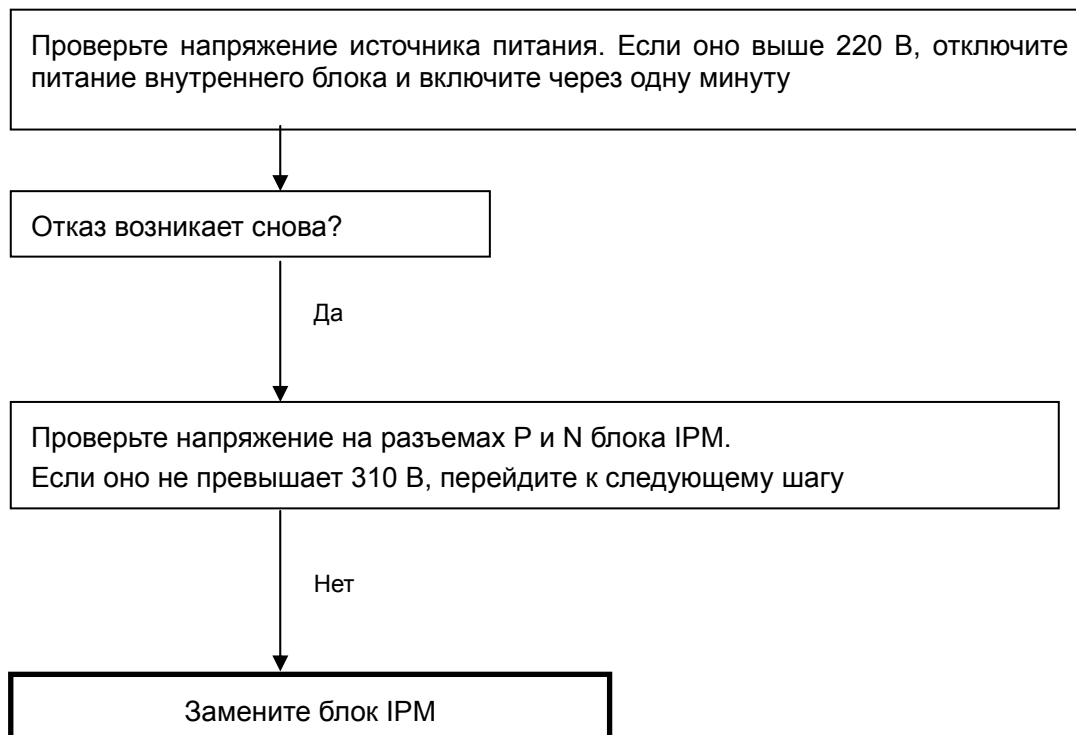 Проверьте напряжение источника питания. Если оно выше 220 В, отключите
питание внутреннего блока и включите через одну минуту
Отказ возникает снова?
Да
Проверьте напряжение на разъемах P и N блока IPM.
Если оно не превышает 310 В, перейдите к следующему шагу
Нет
Замените блок IPM